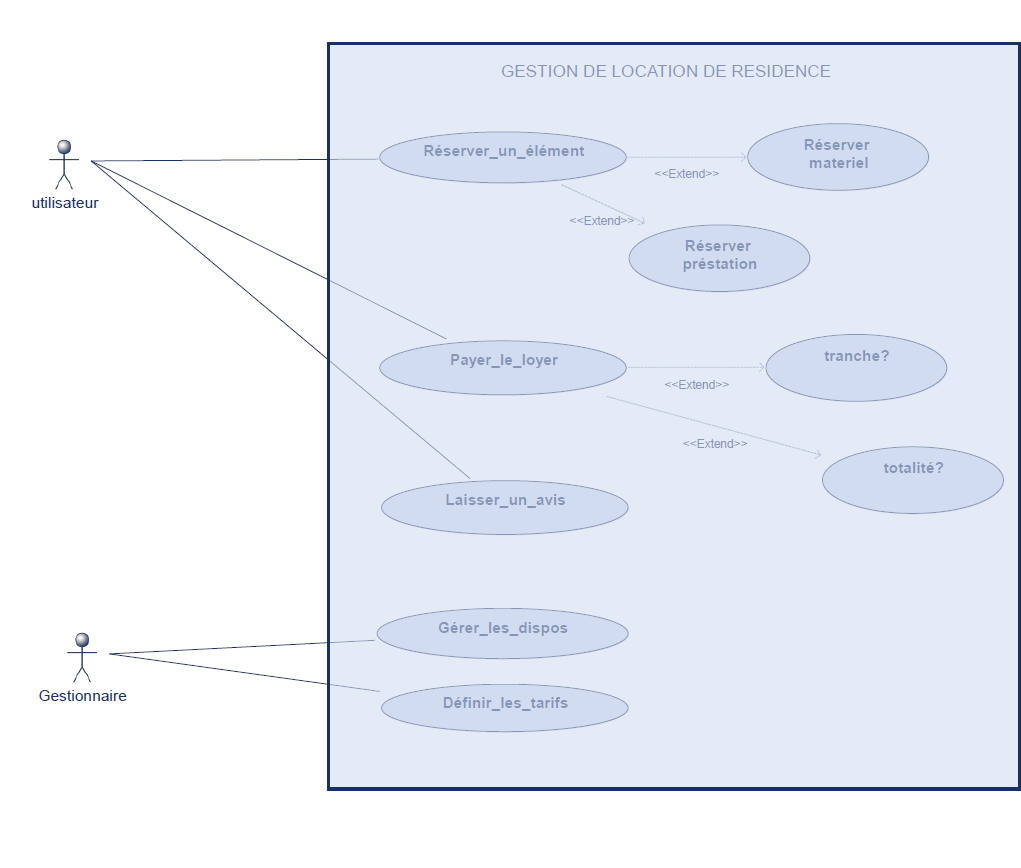 GESTION DE LOCATION DE RESIDENCE
utilisateur
Réserver_un_élément
<<Extend>>
Réserver
materiel
<<Extend>>
Réserver
préstation
Payer_le_loyer
<<Extend>>
tranche?
<<Extend>>
totalité?
Laisser_un_avis
Gestionnaire
Gérer_les_dispos
Définir_les_tarifs